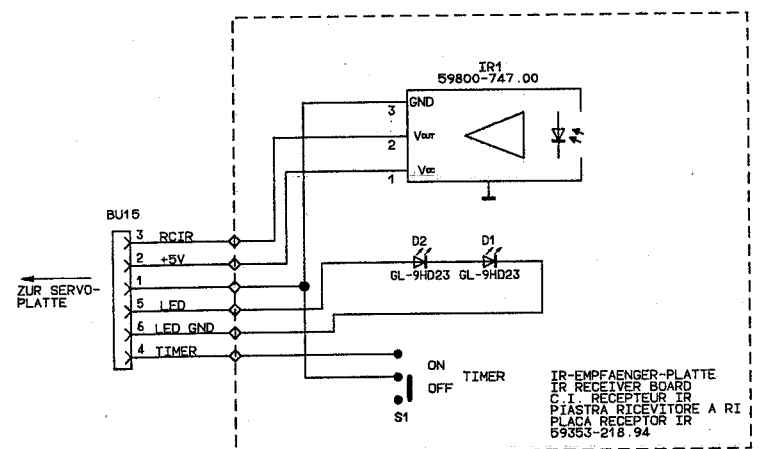 IR1
59800-747.00
GND
3
VOUT
2
VCC
1
BU15
3 RCIR
2 +5V
1
5 LED
6 LED GND
4 TIMER
ZUR SERVO-
PLATTE
D2 D1
GL-9HD23 GL-9HD23
ON
OFF
TIMER
S1
IR-EMPFAENGER-PLATTE
IR RECEIVER BOARD
C.I. RECEPTEUR IR
PIASTRA RICEVITORE A RI
PLACA RECEPTOR IR
59353-218.94